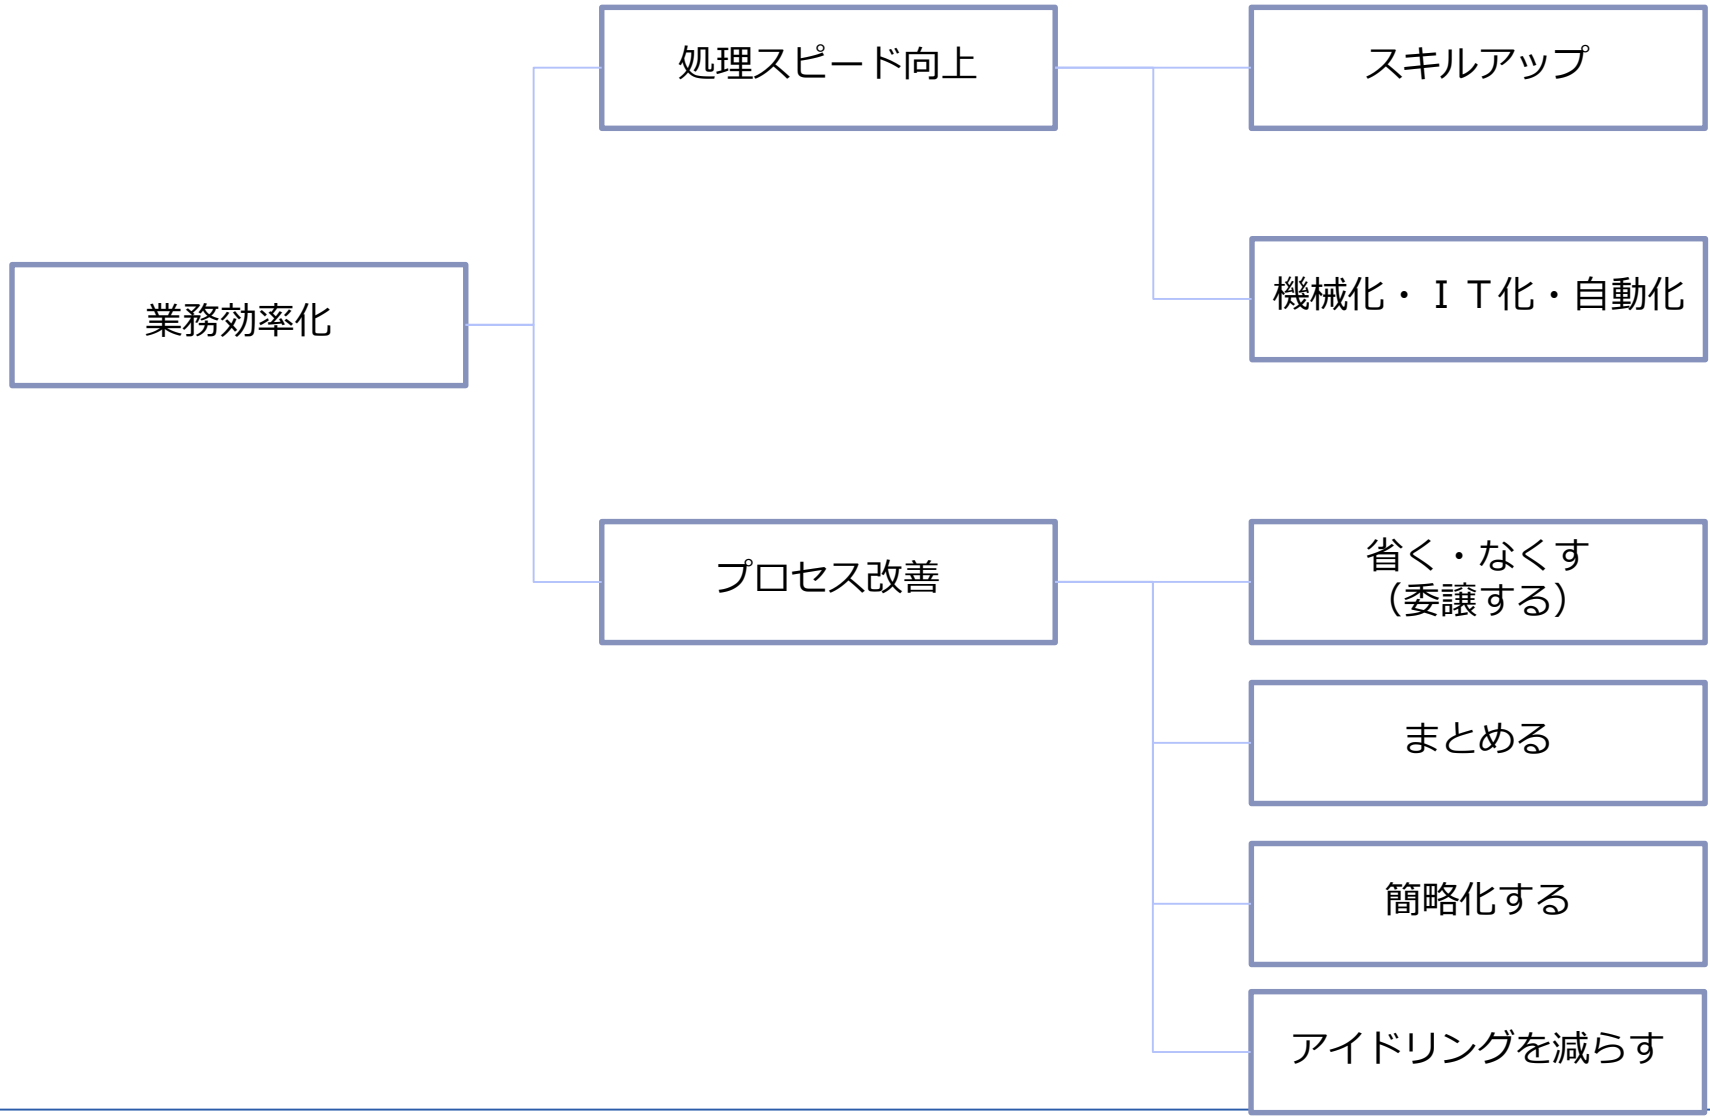 処理スピード向上
スキルアップ
機械化・ＩＴ化・自動化
業務効率化
プロセス改善
省く・なくす
（委譲する）
まとめる
簡略化する
アイドリングを減らす